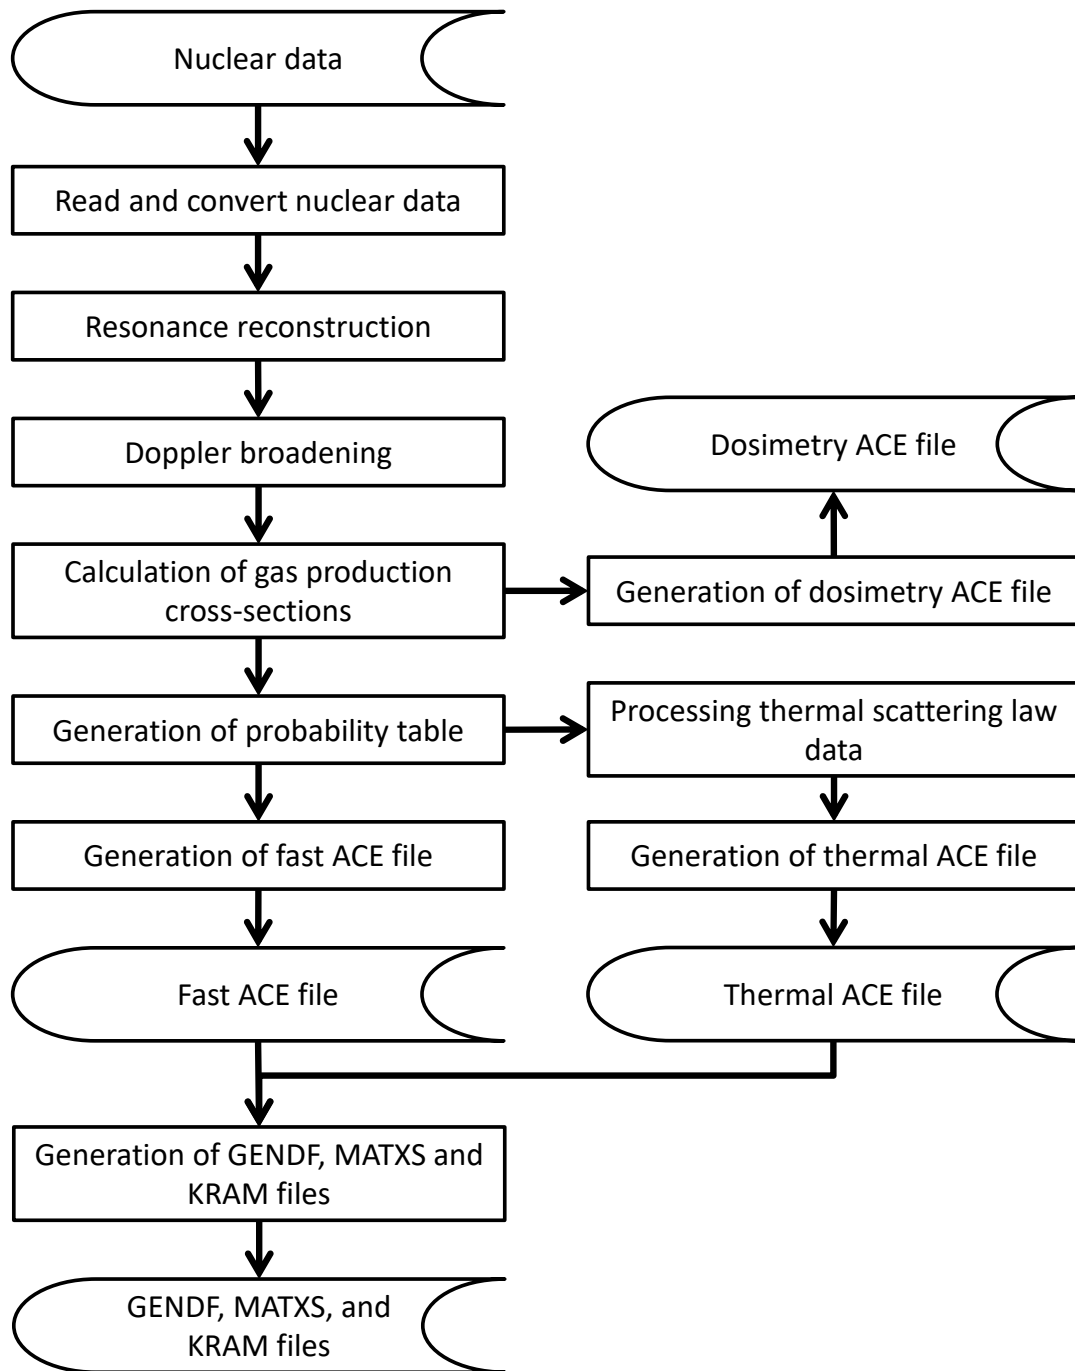 Nuclear data
Read and convert nuclear data
Resonance reconstruction
Doppler broadening
Dosimetry ACE file
Calculation of gas production
cross-sections
Generation of dosimetry ACE file
Generation of probability table
Processing thermal scattering law
data
Generation of fast ACE file
Generation of thermal ACE file
Fast ACE file
Thermal ACE file
Generation of GENDF, MATXS and
KRAM files
GENDF, MATXS, and
KRAM files